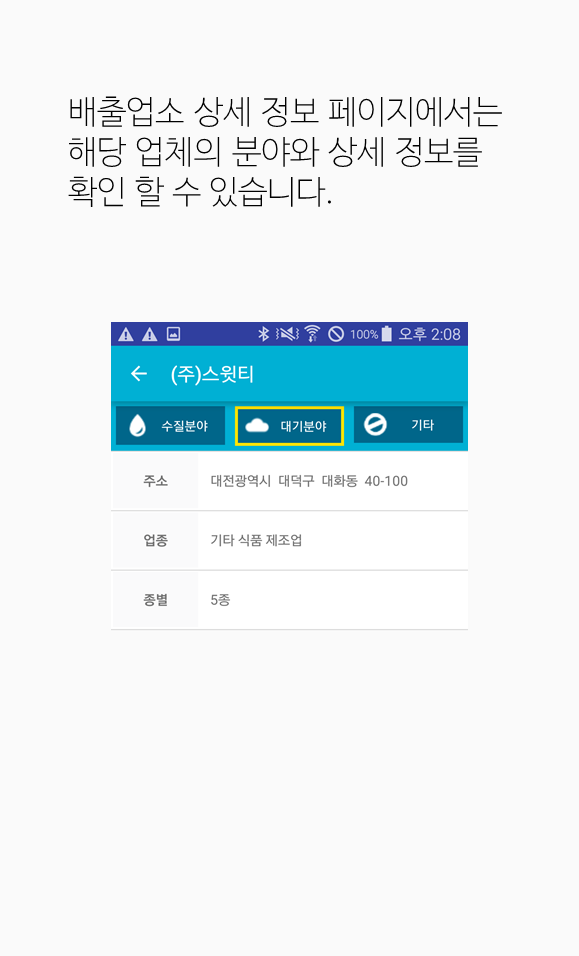 배출업소 상세 정보 페이지에서는
해당 업체의 분야와 상세 정보를
확인 할 수 있습니다.
100% 오후 2:08
(주)스윗티
수질분야 대기분야 기타
주소 대전광역시 대덕구 대화동 40-100
업종 기타 식품 제조업
종별 5종